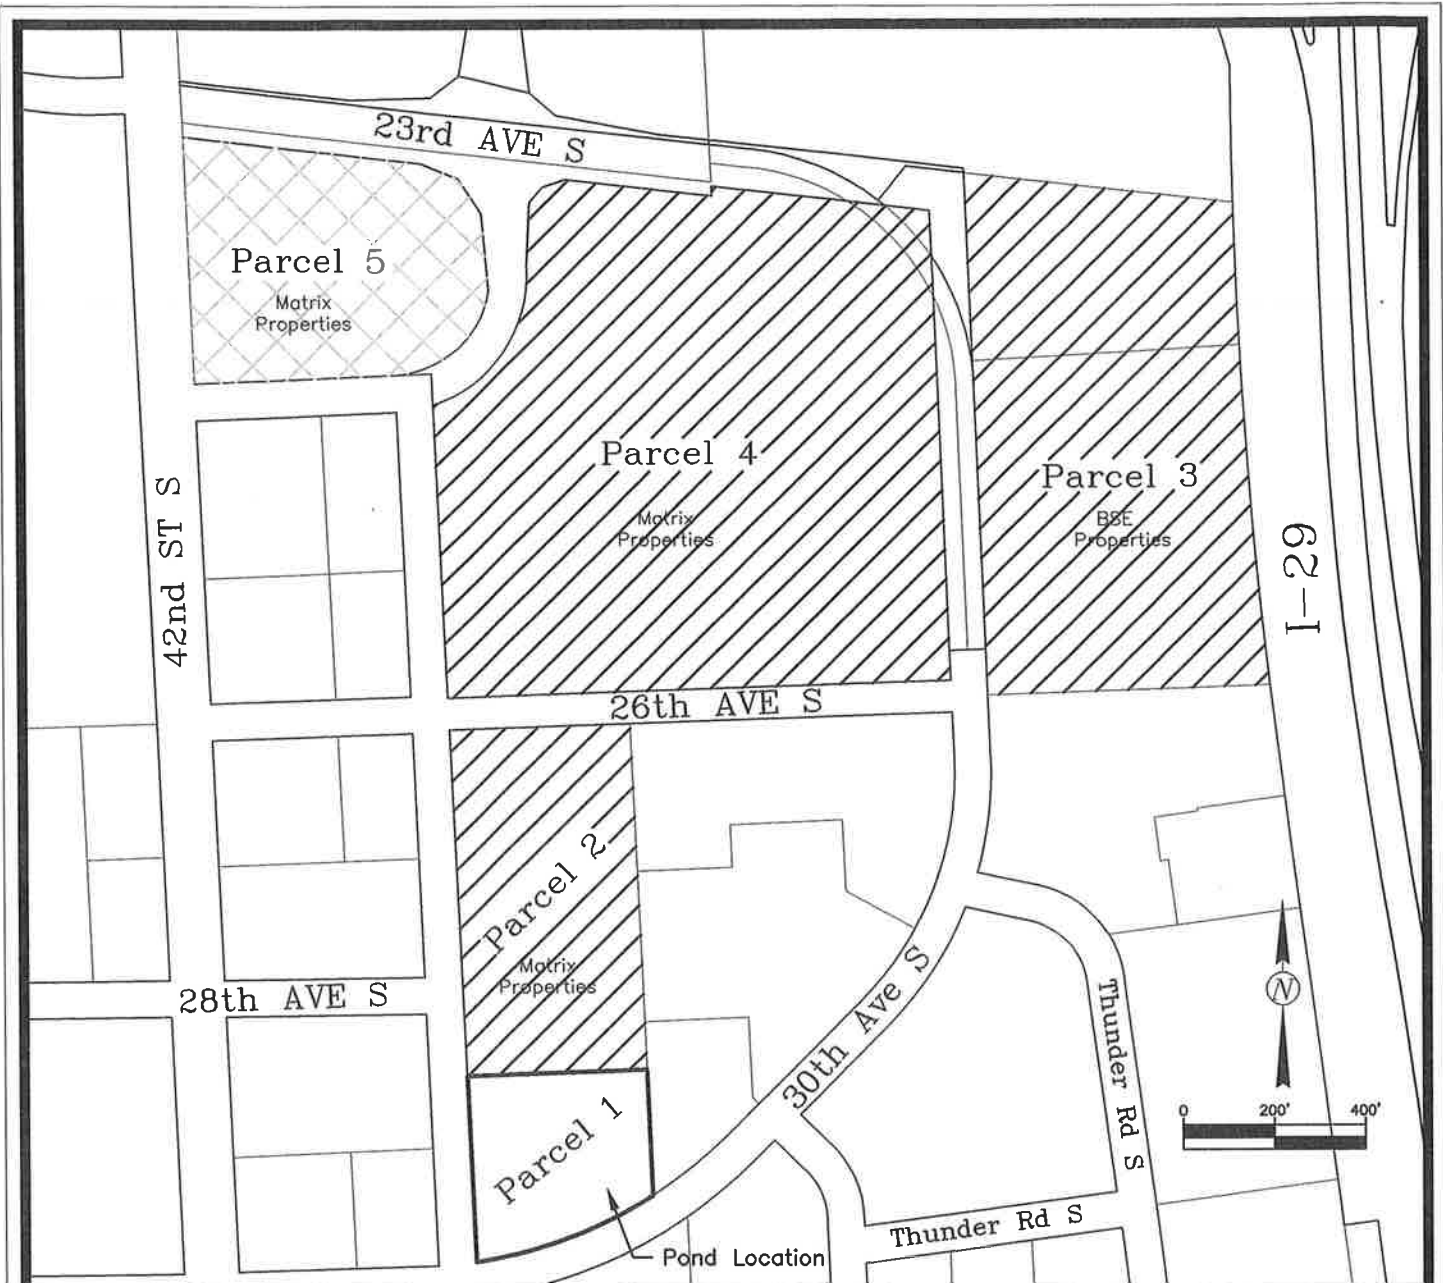 23rd AVE S
Parcel 5
Matrix
Properties
Parcel 4
Matrix
Properties
Parcel 3
BSE
Properties
42nd ST S
I-29
26th AVE S
Parcel 2
Matrix
Properties
28th AVE S
30th Ave S
Thunder Rd S
N
0 200' 400'
Parcel 1
Thunder Rd S
Pond Location